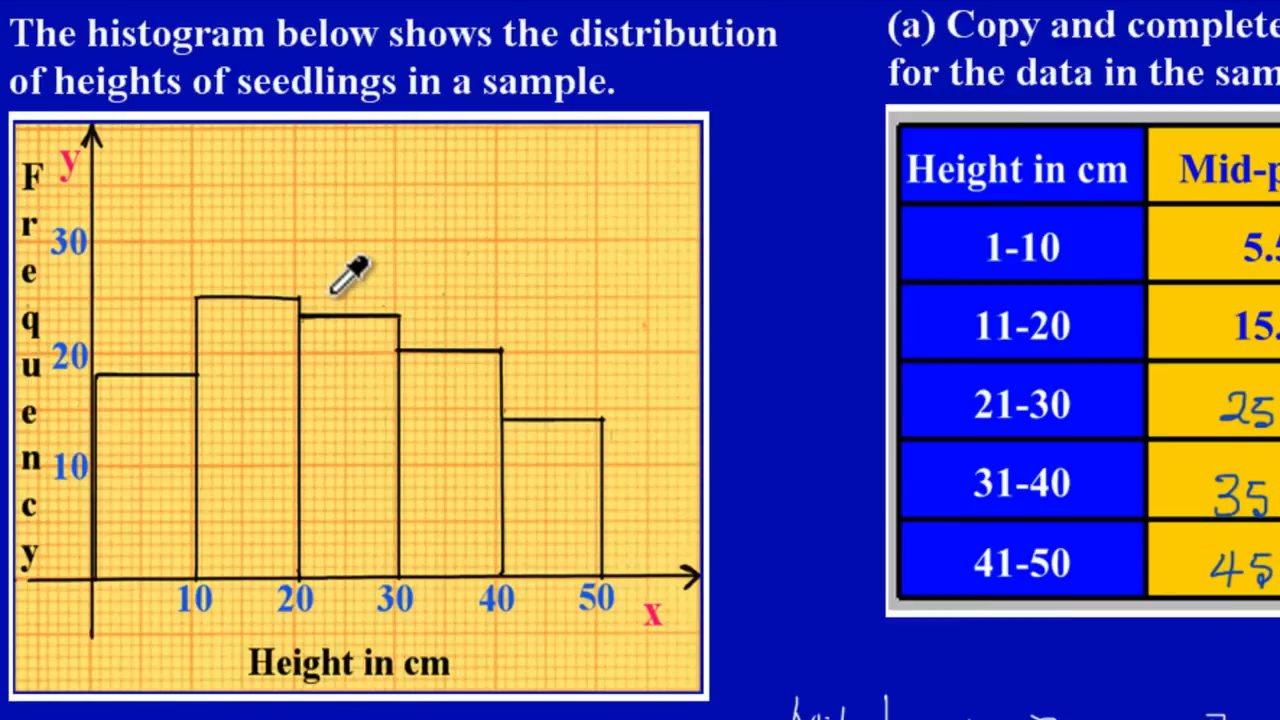 The histogram below shows the distribution
of heights of seedlings in a sample.
(a) Copy and complete
for the data in the sam
y
Frequency
30
20
10
10 20 30 40 50
x
Height in cm
Height in cm Mid-p
1-10 5.5
11-20 15.
21-30 25
31-40 35
41-50 45